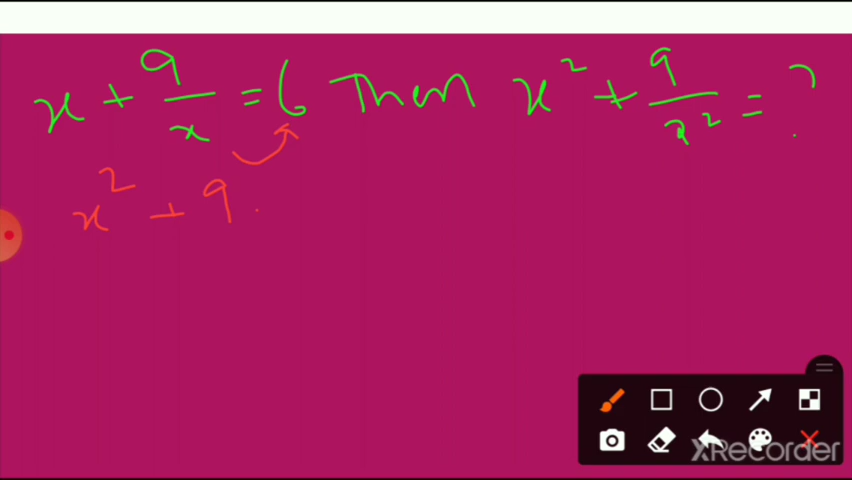 x + 9/x = 6 Then x² + 9/x² = ?
x² + 9
XRecorder